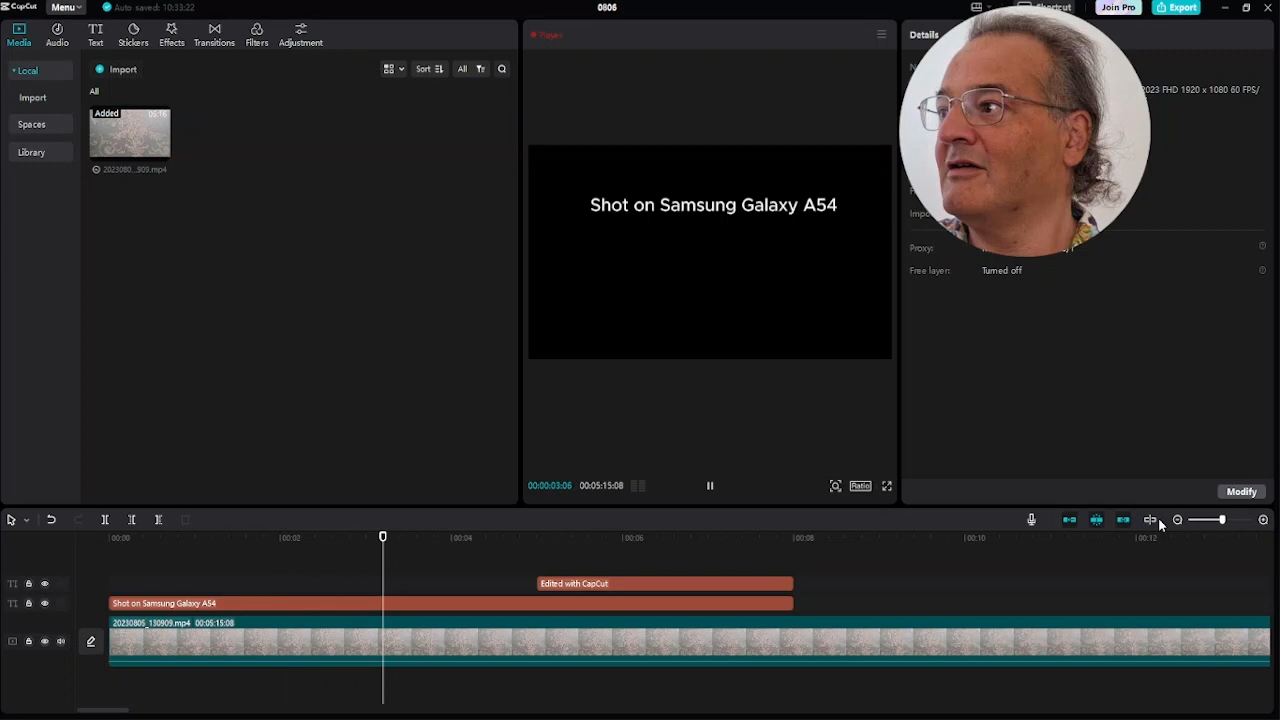 CapCut Menu Auto saved: 10:33:22 0806 Shortcut Join Pro Export
Media Audio Text Stickers Effects Transitions Filters Adjustment
Player
Details
Local
Import
Spaces
Library
Import
Sort All
All
Added 05:16
2023080...909.mp4
Shot on Samsung Galaxy A54
00:00:03:06 00:05:15:08
Ratio
2023 FHD 1920 x 1080 60 FPS/
Proxy:
Free layer: Turned off
Modify
00:00 00:02 00:04 00:06 00:08 00:10 00:12
Edited with CapCut
Shot on Samsung Galaxy A54
20230805_130909.mp4 00:05:15:08